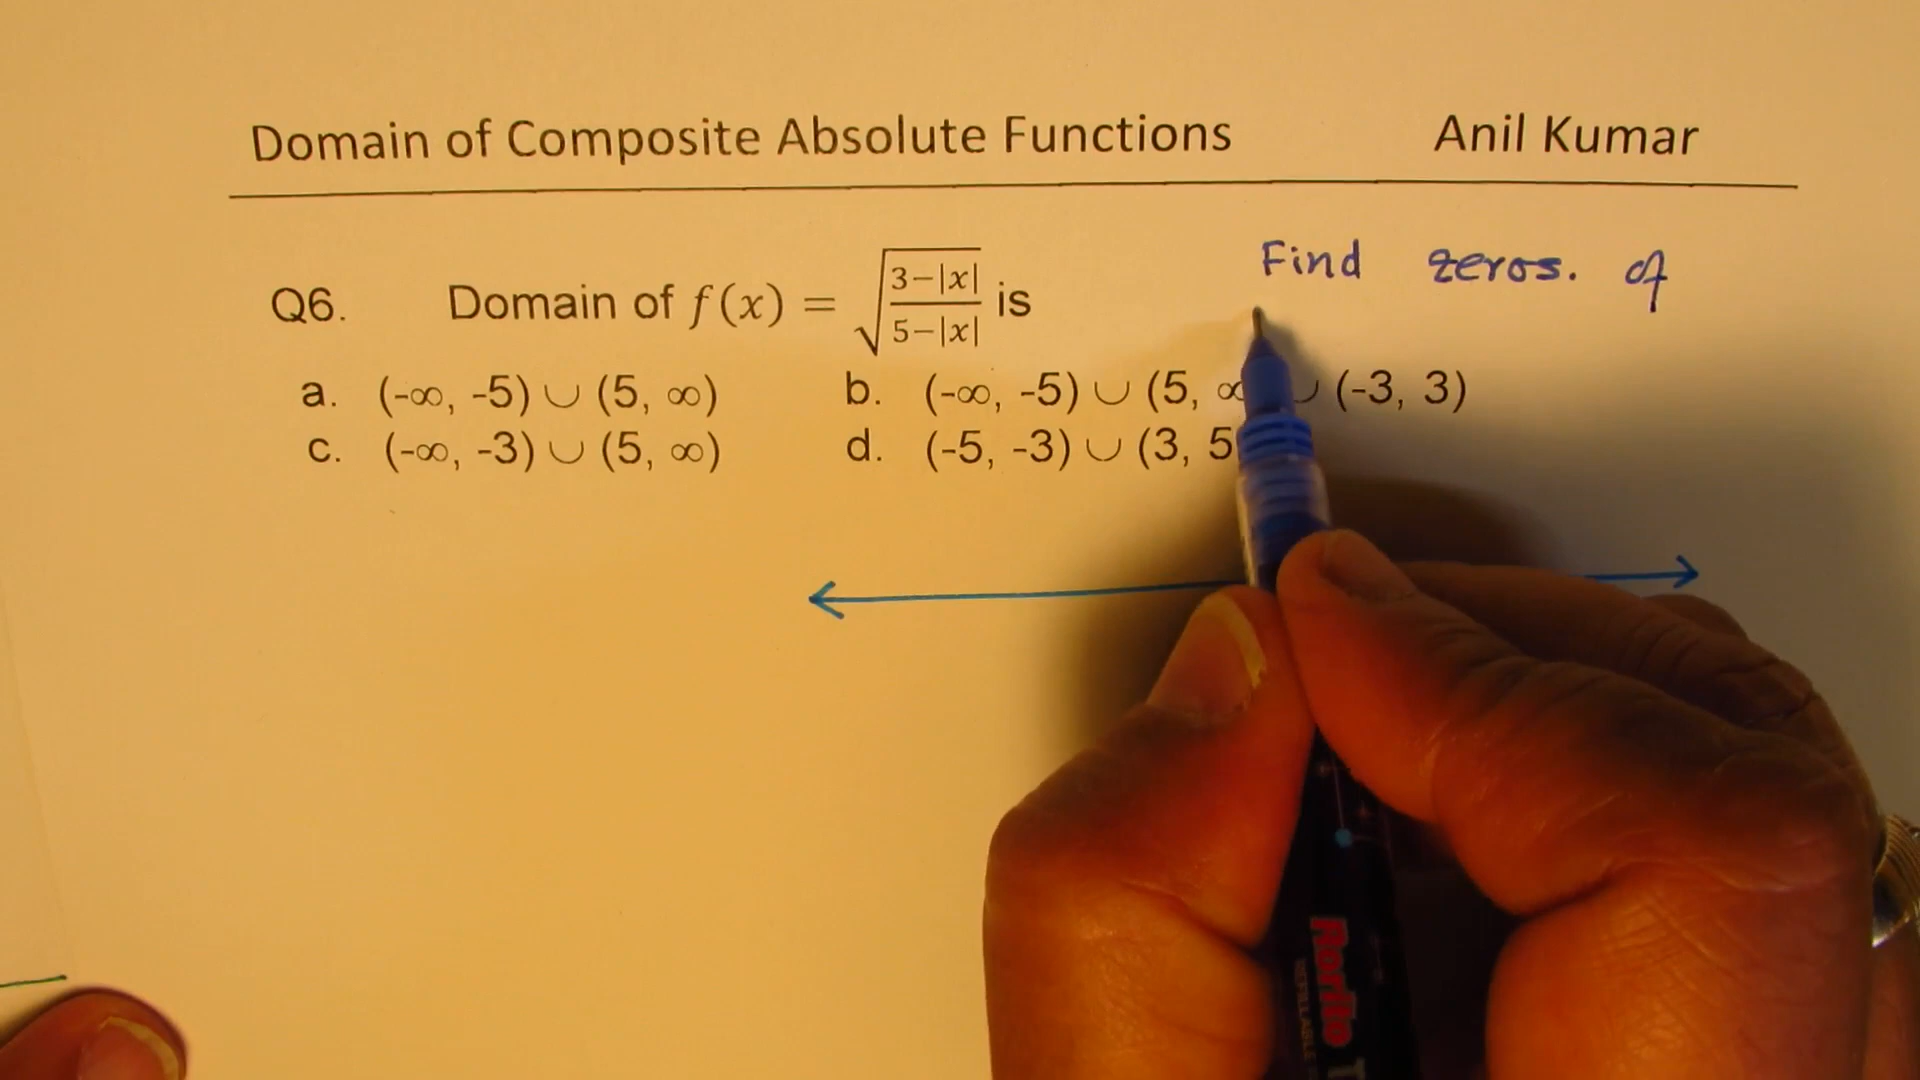 Domain of Composite Absolute Functions Anil Kumar
Find zeros. of
Q6. Domain of f(x) = √((3−|x|)/(5−|x|)) is
a. (-∞, -5) ∪ (5, ∞) b. (-∞, -5) ∪ (5, ∞ ∪ (-3, 3)
c. (-∞, -3) ∪ (5, ∞) d. (-5, -3) ∪ (3, 5
Rorito